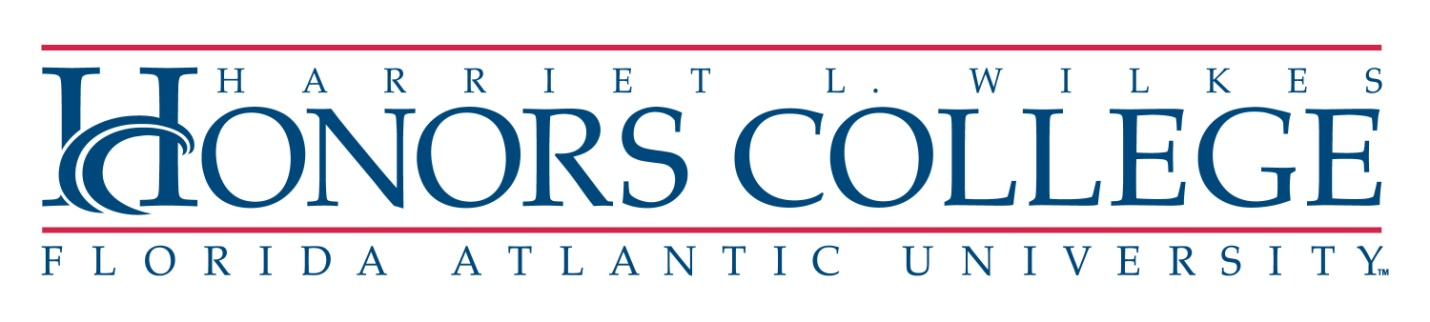 HARRIET L. WILKES
HONORS COLLEGE
FLORIDA ATLANTIC UNIVERSITY™